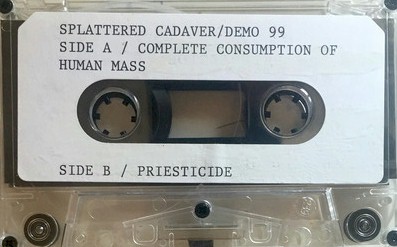 SPLATTERED CADAVER/DEMO 99
SIDE A / COMPLETE CONSUMPTION OF
HUMAN MASS
SIDE B / PRIESTICIDE